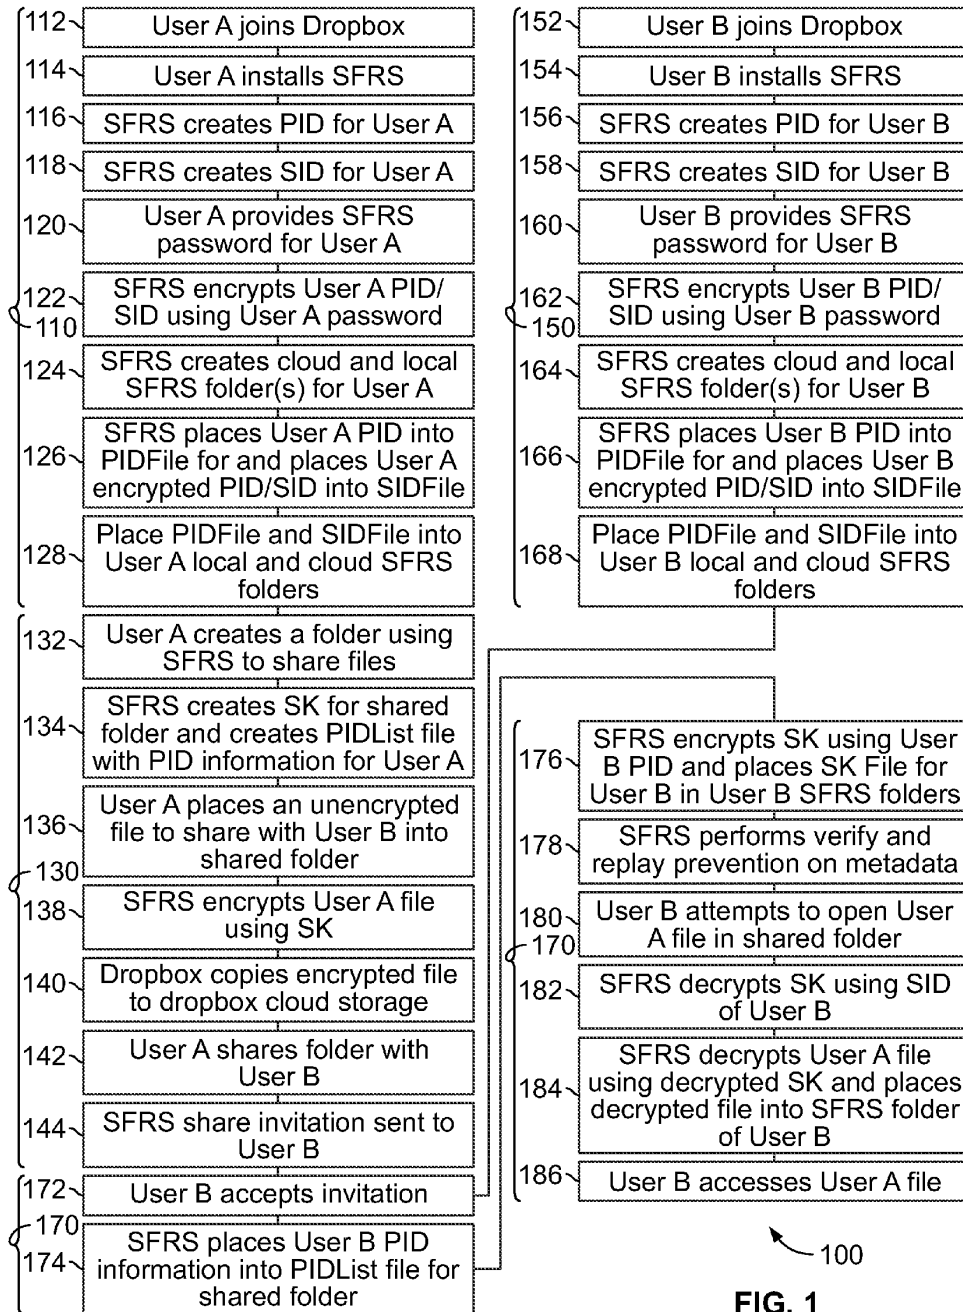 112
User A joins Dropbox
114
User A installs SFRS
116
SFRS creates PID for User A
118
SFRS creates SID for User A
120
User A provides SFRS
password for User A
122
SFRS encrypts User A PID/
SID using User A password
110
124
SFRS creates cloud and local
SFRS folder(s) for User A
126
SFRS places User A PID into
PIDFile for and places User A
encrypted PID/SID into SIDFile
128
Place PIDFile and SIDFile into
User A local and cloud SFRS
folders
132
User A creates a folder using
SFRS to share files
134
SFRS creates SK for shared
folder and creates PIDList file
with PID information for User A
136
User A places an unencrypted
file to share with User B into
shared folder
130
138
SFRS encrypts User A file
using SK
140
Dropbox copies encrypted file
to dropbox cloud storage
142
User A shares folder with
User B
144
SFRS share invitation sent to
User B
172
User B accepts invitation
170
174
SFRS places User B PID
information into PIDList file for
shared folder
152
User B joins Dropbox
154
User B installs SFRS
156
SFRS creates PID for User B
158
SFRS creates SID for User B
160
User B provides SFRS
password for User B
162
SFRS encrypts User B PID/
SID using User B password
150
164
SFRS creates cloud and local
SFRS folder(s) for User B
166
SFRS places User B PID into
PIDFile for and places User B
encrypted PID/SID into SIDFile
168
Place PIDFile and SIDFile into
User B local and cloud SFRS
folders
176
SFRS encrypts SK using User
B PID and places SK File for
User B in User B SFRS folders
178
SFRS performs verify and
replay prevention on metadata
180
User B attempts to open User
A file in shared folder
170
182
SFRS decrypts SK using SID
of User B
184
SFRS decrypts User A file
using decrypted SK and places
decrypted file into SFRS folder
of User B
186
User B accesses User A file
100
FIG. 1